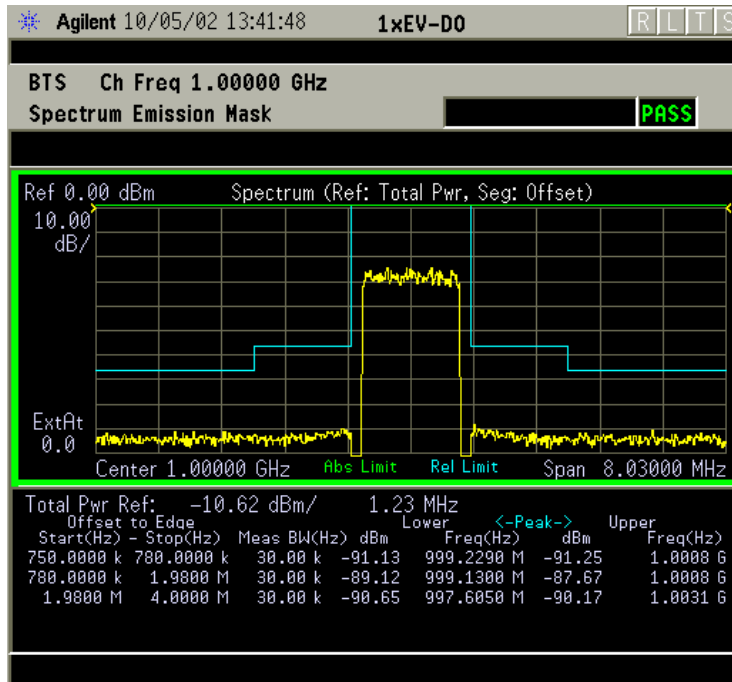 Agilent 10/05/02 13:41:48 1xEV-DO R L T S
BTS Ch Freq 1.00000 GHz
Spectrum Emission Mask PASS
Ref 0.00 dBm Spectrum (Ref: Total Pwr, Seg: Offset)
10.00
dB/
ExtAt
0.0
Center 1.00000 GHz Abs Limit Rel Limit Span 8.03000 MHz
Total Pwr Ref: -10.62 dBm/ 1.23 MHz
Offset to Edge Lower <-Peak-> Upper
Start(Hz) - Stop(Hz) Meas BW(Hz) dBm Freq(Hz) dBm Freq(Hz)
750.0000 k 780.0000 k 30.00 k -91.13 999.2290 M -91.25 1.0008 G
780.0000 k 1.9800 M 30.00 k -89.12 999.1300 M -87.67 1.0008 G
1.9800 M 4.0000 M 30.00 k -90.65 997.6050 M -90.17 1.0031 G